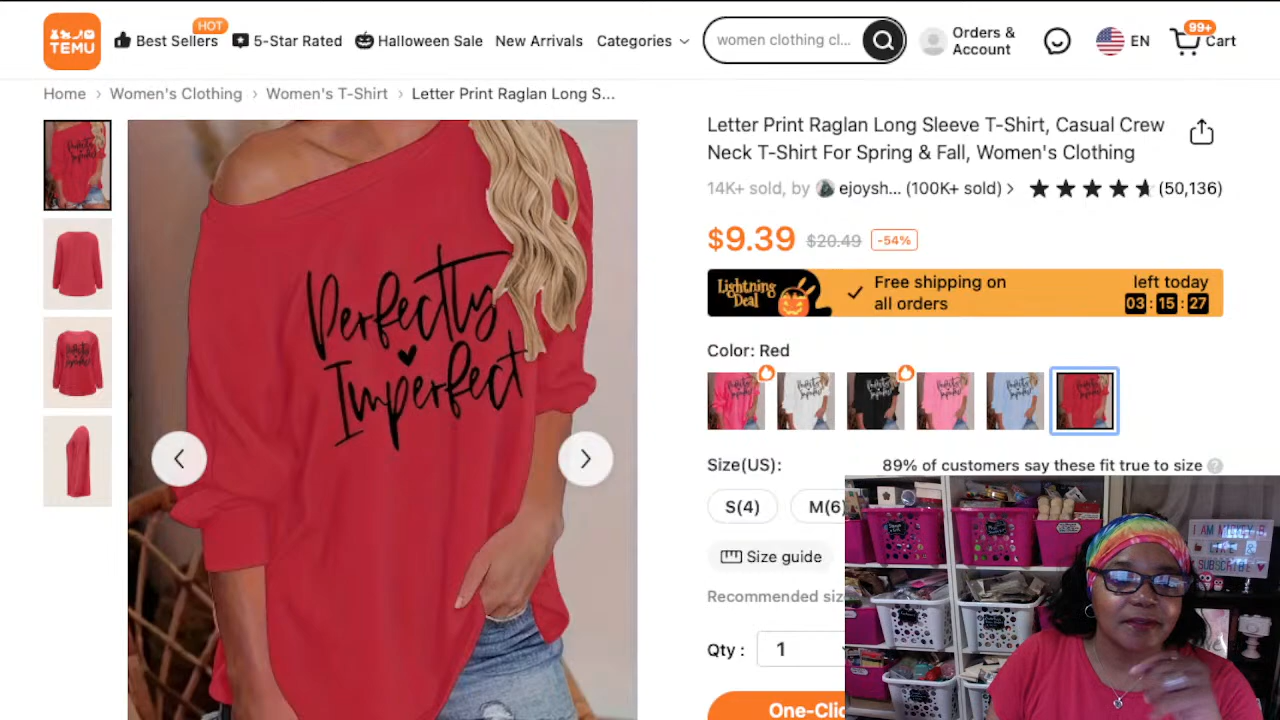 TEMU
HOT
Best Sellers
5-Star Rated
Halloween Sale
New Arrivals
Categories
women clothing cl...
Orders &
Account
EN
99+
Cart
Home › Women's Clothing › Women's T-Shirt › Letter Print Raglan Long S...
Perfectly
Imperfect
Letter Print Raglan Long Sleeve T-Shirt, Casual Crew
Neck T-Shirt For Spring & Fall, Women's Clothing
14K+ sold, by ejoysh... (100K+ sold) › (50,136)
$9.39 $20.49 -54%
Lightning
Deal
Free shipping on
all orders
left today
03 : 15 : 27
Color: Red
Size(US):
89% of customers say these fit true to size ?
S(4)
M(6)
Size guide
Recommended siz
Qty :
1
One-Clic
I AM MICKEY B
LIKE &
SUBSCRIBE ♥